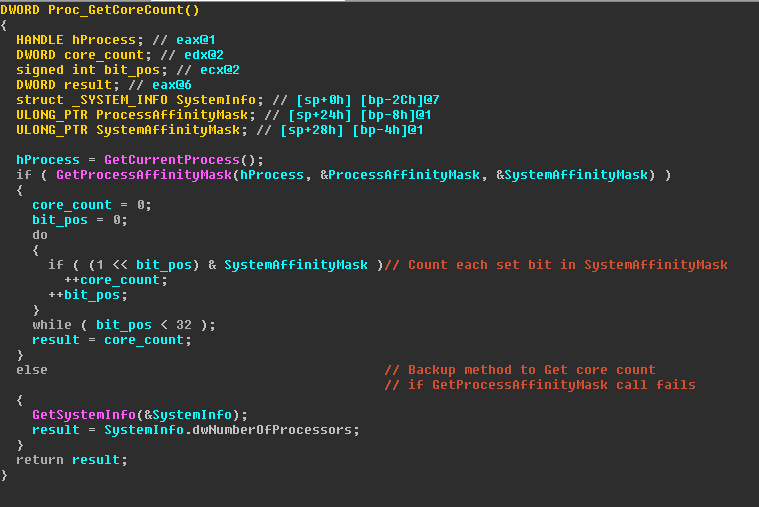 DWORD Proc_GetCoreCount()
{
  HANDLE hProcess; // eax@1
  DWORD core_count; // edx@2
  signed int bit_pos; // ecx@2
  DWORD result; // eax@6
  struct _SYSTEM_INFO SystemInfo; // [sp+0h] [bp-2Ch]@7
  ULONG_PTR ProcessAffinityMask; // [sp+24h] [bp-8h]@1
  ULONG_PTR SystemAffinityMask; // [sp+28h] [bp-4h]@1

  hProcess = GetCurrentProcess();
  if ( GetProcessAffinityMask(hProcess, &ProcessAffinityMask, &SystemAffinityMask) )
  {
    core_count = 0;
    bit_pos = 0;
    do
    {
      if ( (1 << bit_pos) & SystemAffinityMask )// Count each set bit in SystemAffinityMask
        ++core_count;
      ++bit_pos;
    }
    while ( bit_pos < 32 );
    result = core_count;
  }
  else                                          // Backup method to Get core count
                                                // if GetProcessAffinityMask call fails
  {
    GetSystemInfo(&SystemInfo);
    result = SystemInfo.dwNumberOfProcessors;
  }
  return result;
}